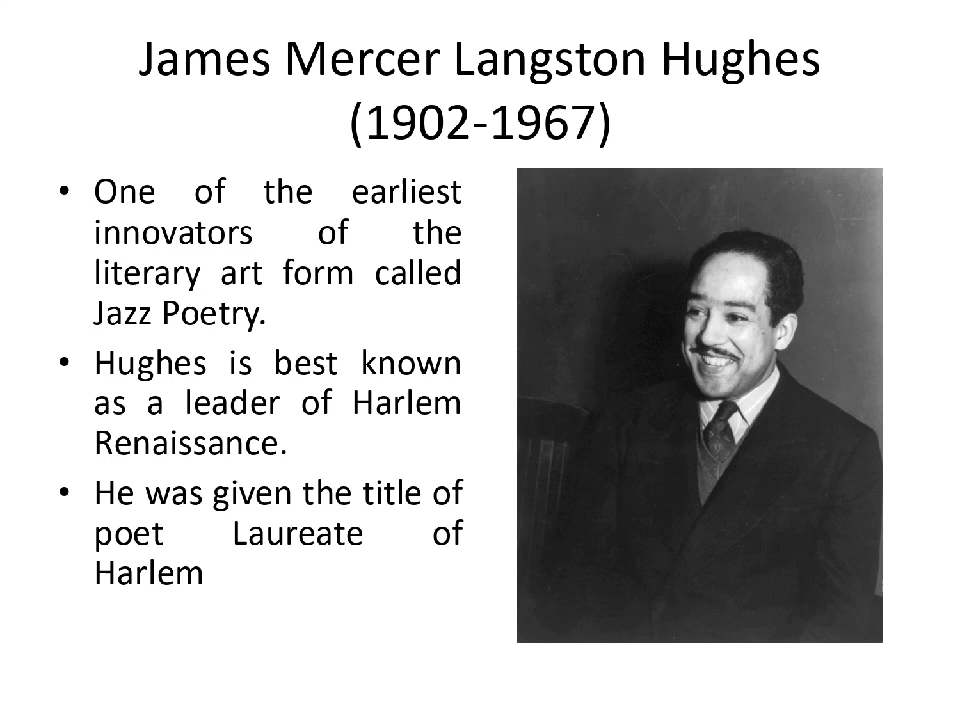 James Mercer Langston Hughes
(1902-1967)
• One of the earliest
innovators of the
literary art form called
Jazz Poetry.
• Hughes is best known
as a leader of Harlem
Renaissance.
• He was given the title of
poet Laureate of
Harlem